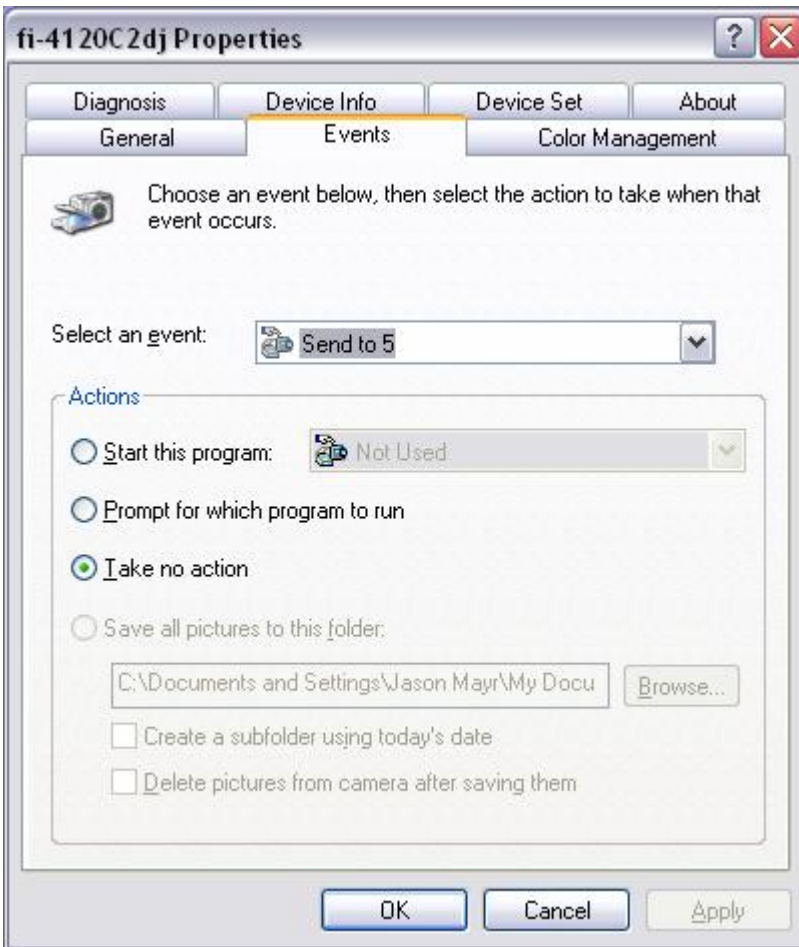 fi-4120C2dj Properties
Diagnosis Device Info Device Set About
General Events Color Management
Choose an event below, then select the action to take when that
event occurs.
Select an event: Send to 5
Actions
Start this program: Not Used
Prompt for which program to run
Take no action
Save all pictures to this folder:
C:\Documents and Settings\Jason Mayr\My Docu Browse...
Create a subfolder using today's date
Delete pictures from camera after saving them
OK Cancel Apply